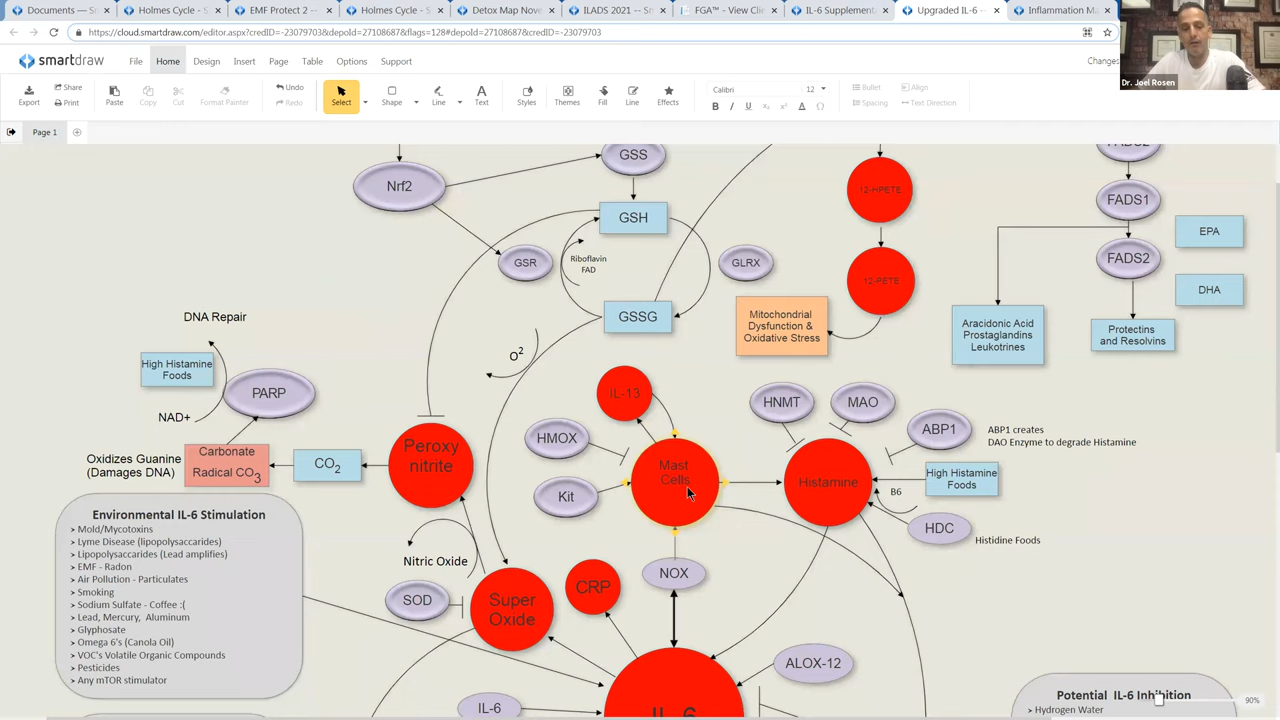 Documents — Sm
Holmes Cycle - S
EMF Protect 2 -
Holmes Cycle - S
Detox Map Nove
ILADS 2021 -- Sm
FGA™ - View Clie
IL-6 Supplement
Upgraded IL-6 --
Inflammation Ma
https://cloud.smartdraw.com/editor.aspx?credID=-23079703&depoId=27108687&flags=128#depoId=27108687&credID=-23079703
smartdraw
File Home Design Insert Page Table Options Support
Changes
Dr. Joel Rosen
Export
Share
Print
Paste
Copy
Cut
Format Painter
Undo
Redo
Select
Shape
Line
Text
Styles
Themes
Fill
Line
Effects
Calibri 12
Bullet
Align
Spacing
Text Direction
Page 1
GSS
Nrf2
GSH
GSR
Riboflavin
FAD
GLRX
GSSG
12-HPETE
12-PETE
FADS2
FADS1
FADS2
EPA
DHA
Mitochondrial
Dysfunction &
Oxidative Stress
Aracidonic Acid
Prostaglandins
Leukotrines
Protectins
and Resolvins
DNA Repair
High Histamine
Foods
NAD+
PARP
O2
IL-13
HMOX
Kit
Mast
Cells
HNMT
MAO
ABP1
ABP1 creates
DAO Enzyme to degrade Histamine
Histamine
High Histamine
Foods
B6
HDC
Histidine Foods
Oxidizes Guanine
(Damages DNA)
Carbonate
Radical CO3
CO2
Peroxy
nitrite
Nitric Oxide
SOD
Super
Oxide
CRP
NOX
ALOX-12
IL-6
IL-6
Environmental IL-6 Stimulation
➢ Mold/Mycotoxins
➢ Lyme Disease (lipopolysaccarides)
➢ Lipopolysaccarides (Lead amplifies)
➢ EMF - Radon
➢ Air Pollution - Particulates
➢ Smoking
➢ Sodium Sulfate - Coffee :(
➢ Lead, Mercury, Aluminum
➢ Glyphosate
➢ Omega 6's (Canola Oil)
➢ VOC's Volatile Organic Compounds
➢ Pesticides
➢ Any mTOR stimulator
Potential IL-6 Inhibition
➢ Hydrogen Water
90%